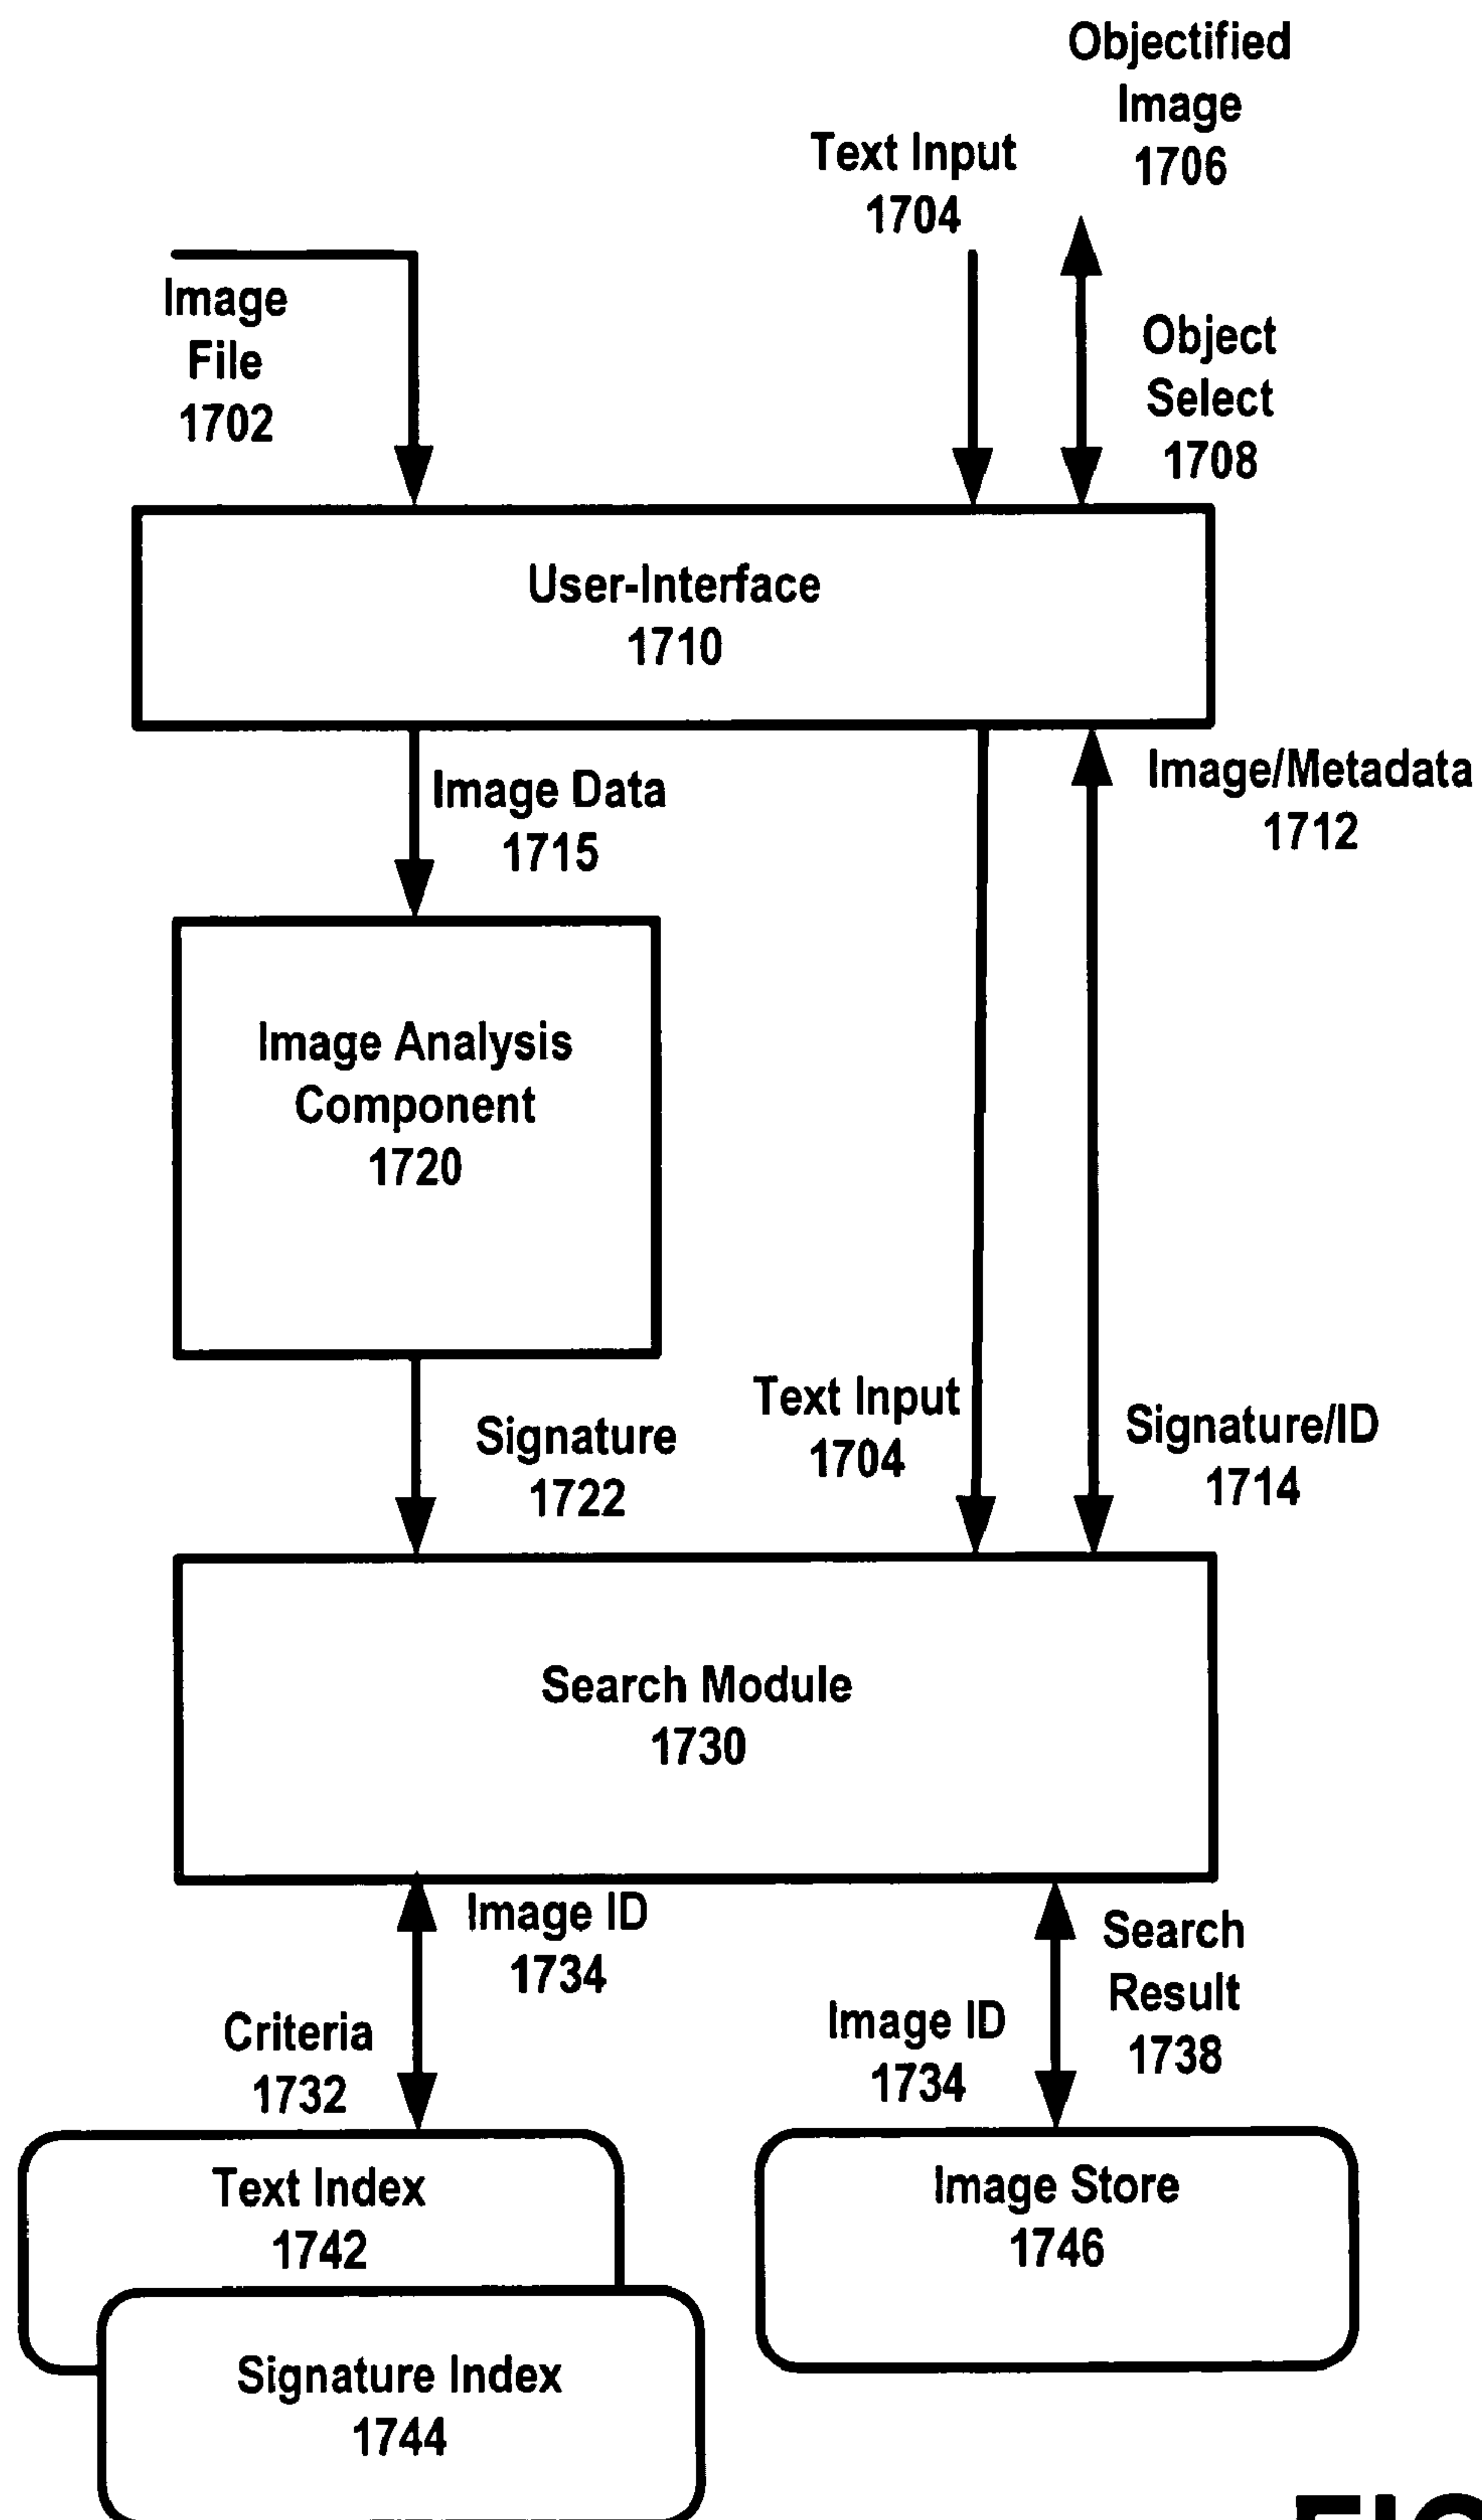 Objectified
Image
1706
Text Input
1704
Image
File
1702
Object
Select
1708
User-Interface
1710
Image Data
1715
Image/Metadata
1712
Image Analysis
Component
1720
Text Input
1704
Signature/ID
1714
Signature
1722
Search Module
1730
Image ID
1734
Criteria
1732
Search
Result
1738
Image ID
1734
Text Index
1742
Image Store
1746
Signature Index
1744